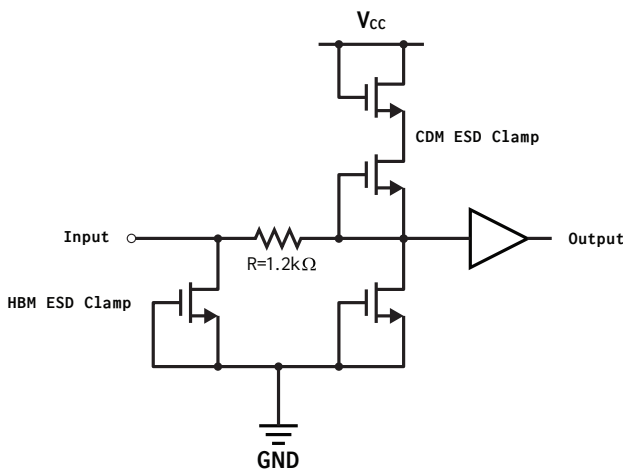 VCC
CDM ESD Clamp
Input
R=1.2kΩ
Output
HBM ESD Clamp
GND